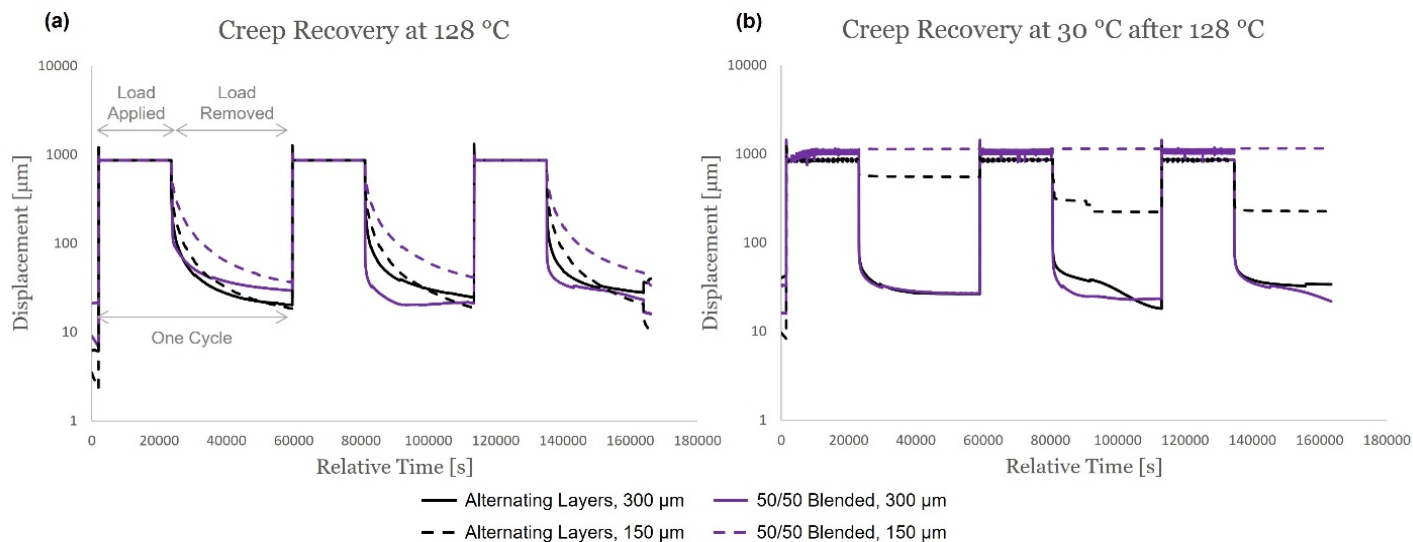 (a)
Creep Recovery at 128 °C
10000
1000
100
10
1
Displacement [µm]
Load
Applied
Load
Removed
One Cycle
0
20000
40000
60000
80000
100000
120000
140000
160000
180000
Relative Time [s]
(b)
Creep Recovery at 30 °C after 128 °C
10000
1000
100
10
1
Displacement [µm]
0
20000
40000
60000
80000
100000
120000
140000
160000
180000
Relative Time [s]
Alternating Layers, 300 µm
50/50 Blended, 300 µm
Alternating Layers, 150 µm
50/50 Blended, 150 µm